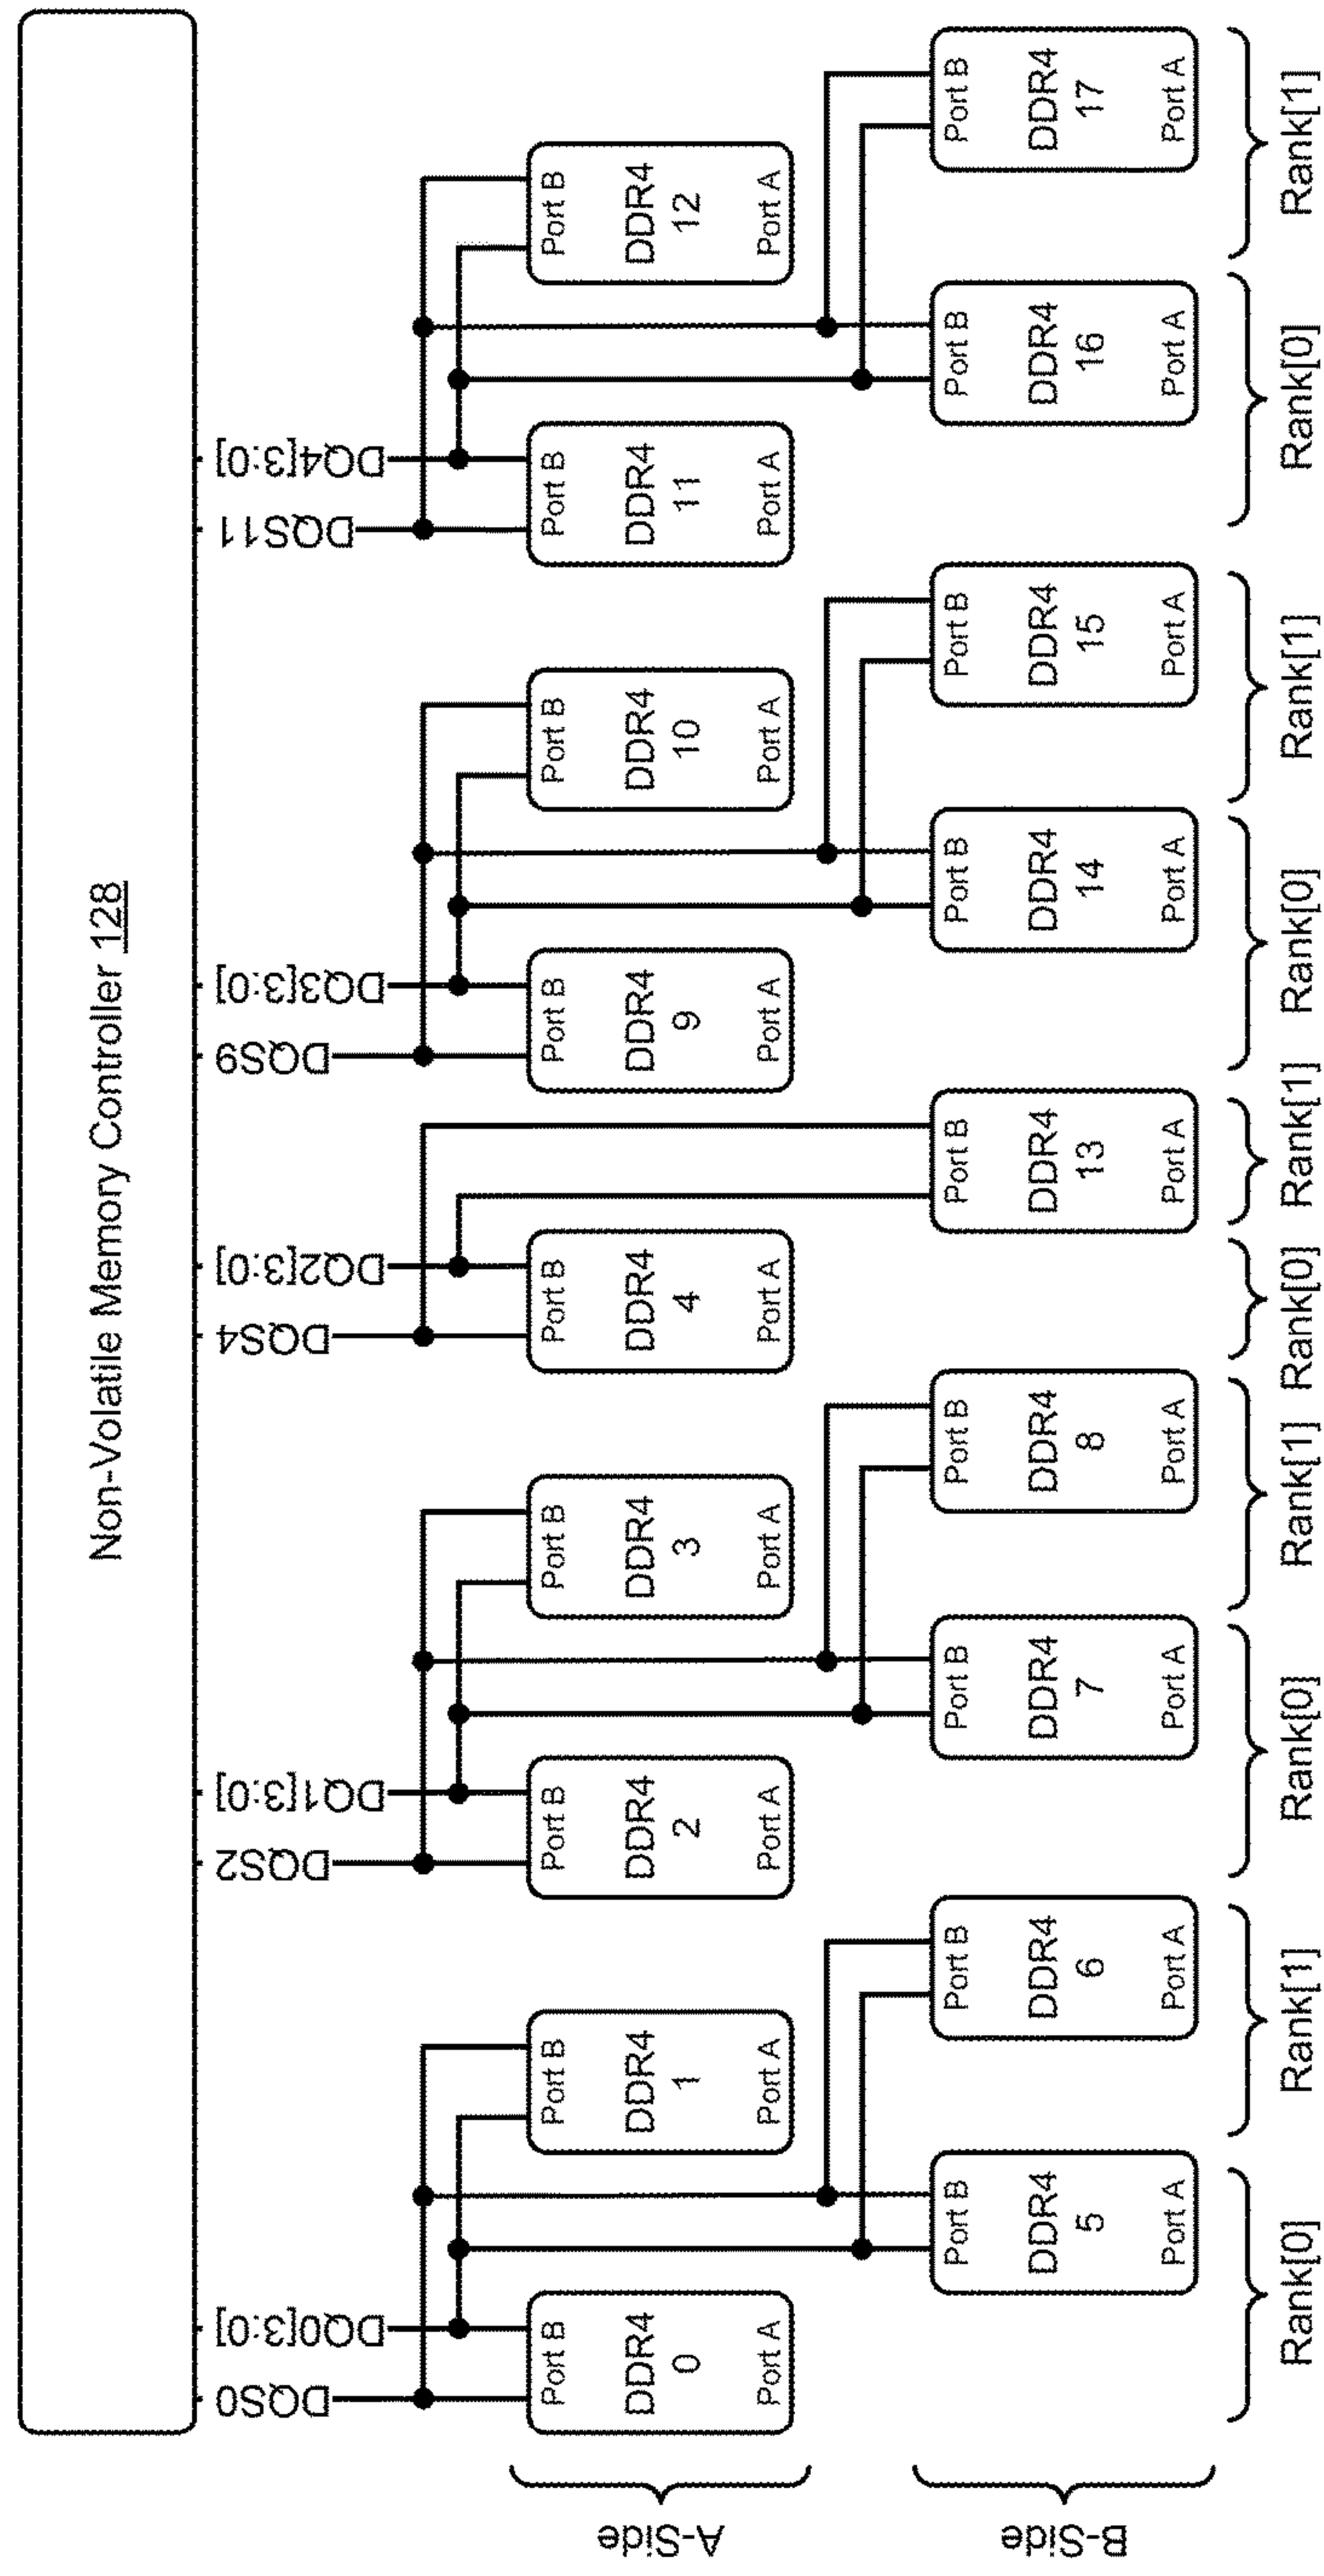 Non-Volatile Memory Controller 128
DQS0
DQ0[3:0]
DQS2
DQ1[3:0]
DQS4
DQ2[3:0]
DQS9
DQ3[3:0]
DQS11
DQ4[3:0]
A-Side
Port B
DDR4
0
Port A
Port B
DDR4
1
Port A
Port B
DDR4
2
Port A
Port B
DDR4
3
Port A
Port B
DDR4
4
Port A
Port B
DDR4
9
Port A
Port B
DDR4
10
Port A
Port B
DDR4
11
Port A
Port B
DDR4
12
Port A
B-Side
Port B
DDR4
5
Port A
Port B
DDR4
6
Port A
Port B
DDR4
7
Port A
Port B
DDR4
8
Port A
Port B
DDR4
13
Port A
Port B
DDR4
14
Port A
Port B
DDR4
15
Port A
Port B
DDR4
16
Port A
Port B
DDR4
17
Port A
Rank[0]
Rank[1]
Rank[0]
Rank[1]
Rank[0]
Rank[1]
Rank[0]
Rank[1]
Rank[0]
Rank[1]